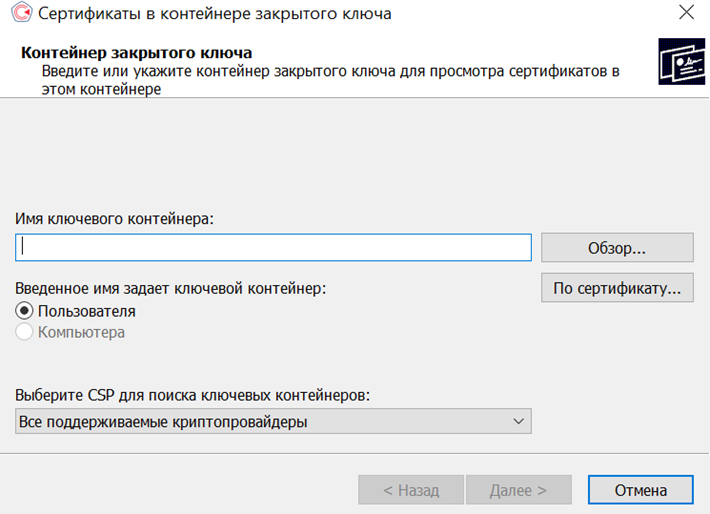 Сертификаты в контейнере закрытого ключа
Контейнер закрытого ключа
Введите или укажите контейнер закрытого ключа для просмотра сертификатов в
этом контейнере
Имя ключевого контейнера:
Обзор...
Введенное имя задает ключевой контейнер:
По сертификату...
Пользователя
Компьютера
Выберите CSP для поиска ключевых контейнеров:
Все поддерживаемые криптопровайдеры
< Назад
Далее >
Отмена